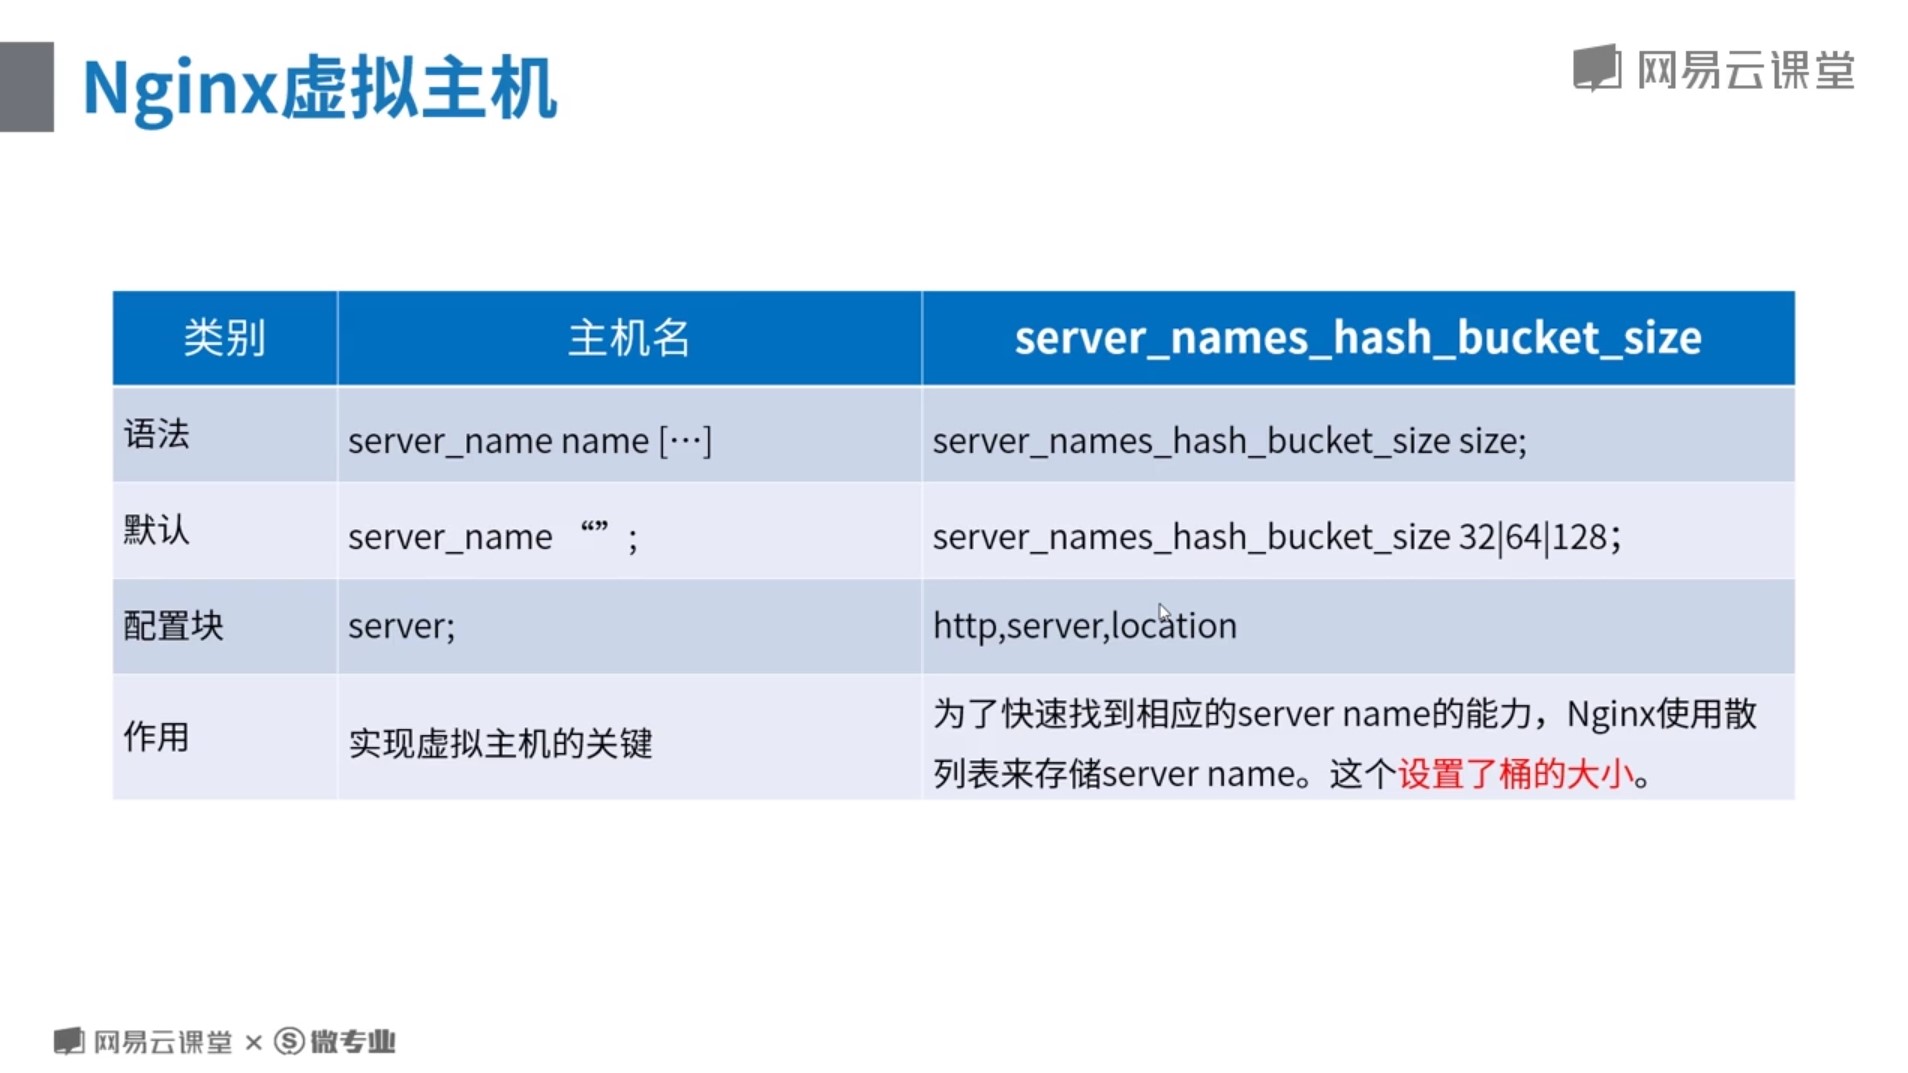 Nginx虚拟主机
网易云课堂
类别 主机名 server_names_hash_bucket_size
语法 server_name name […] server_names_hash_bucket_size size;
默认 server_name “”; server_names_hash_bucket_size 32|64|128；
配置块 server; http,server,location
作用 实现虚拟主机的关键 为了快速找到相应的server name的能力，Nginx使用散
列表来存储server name。这个设置了桶的大小。
网易云课堂 × 微专业